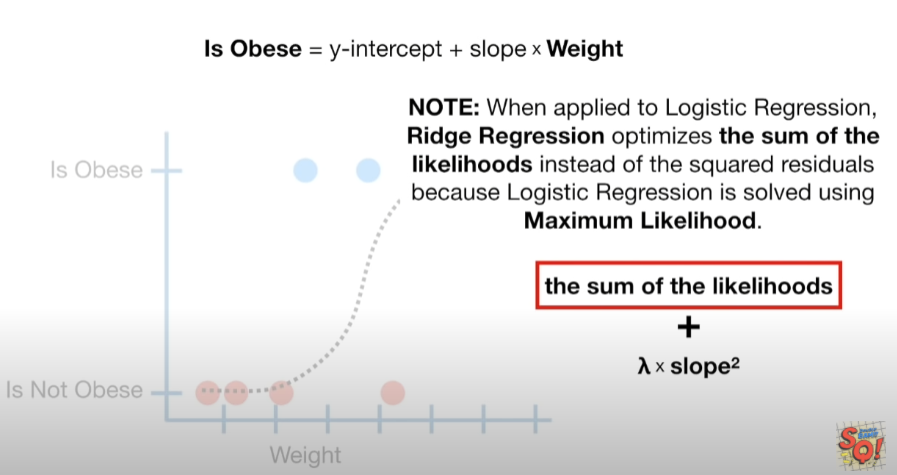 Is Obese = y-intercept + slope x Weight
NOTE: When applied to Logistic Regression,
Ridge Regression optimizes the sum of the
likelihoods instead of the squared residuals
because Logistic Regression is solved using
Maximum Likelihood.
Is Obese
the sum of the likelihoods
+
λ x slope²
Is Not Obese
Weight
SQ!